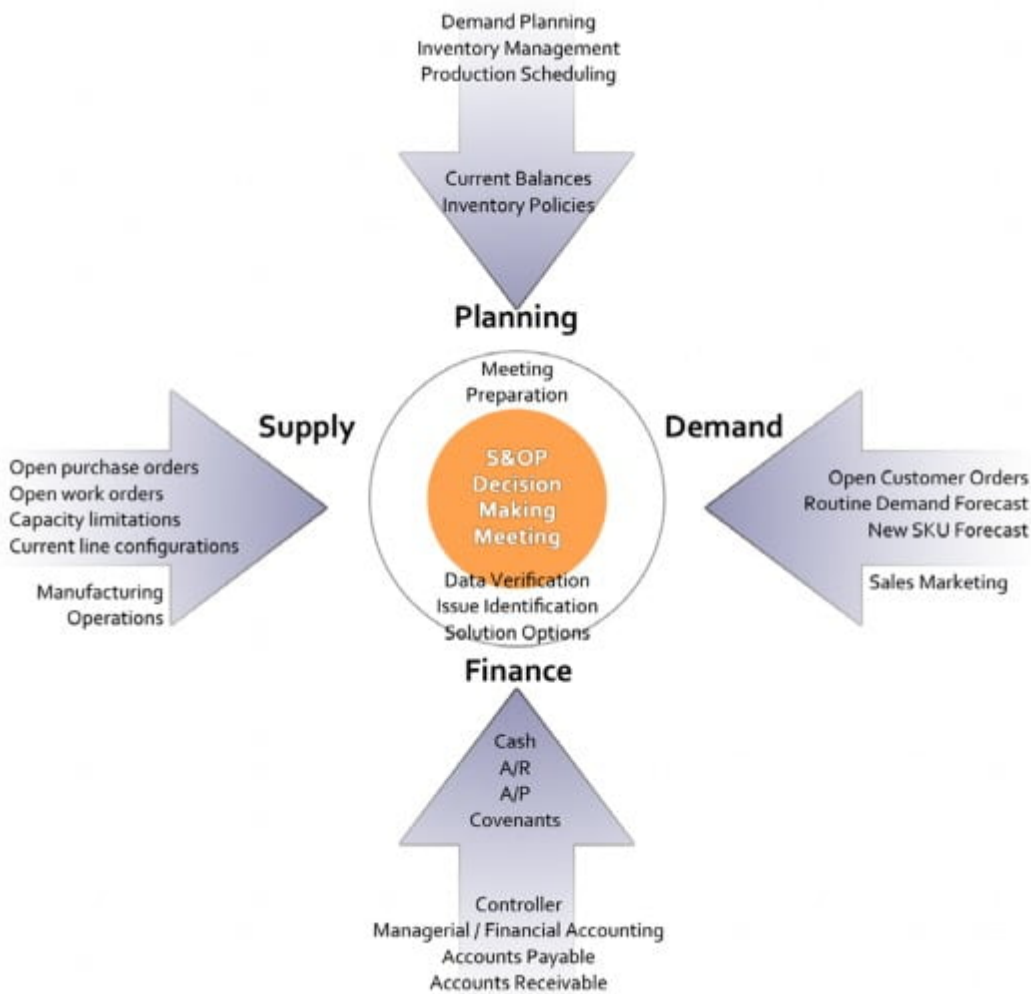 Demand Planning
Inventory Management
Production Scheduling
Current Balances
Inventory Policies
Planning
Meeting
Preparation
Supply
Open purchase orders
Open work orders
Capacity limitations
Current line configurations
Manufacturing
Operations
S&OP
Decision
Making
Meeting
Demand
Open Customer Orders
Routine Demand Forecast
New SKU Forecast
Sales Marketing
Data Verification
Issue Identification
Solution Options
Finance
Cash
A/R
A/P
Covenants
Controller
Managerial / Financial Accounting
Accounts Payable
Accounts Receivable